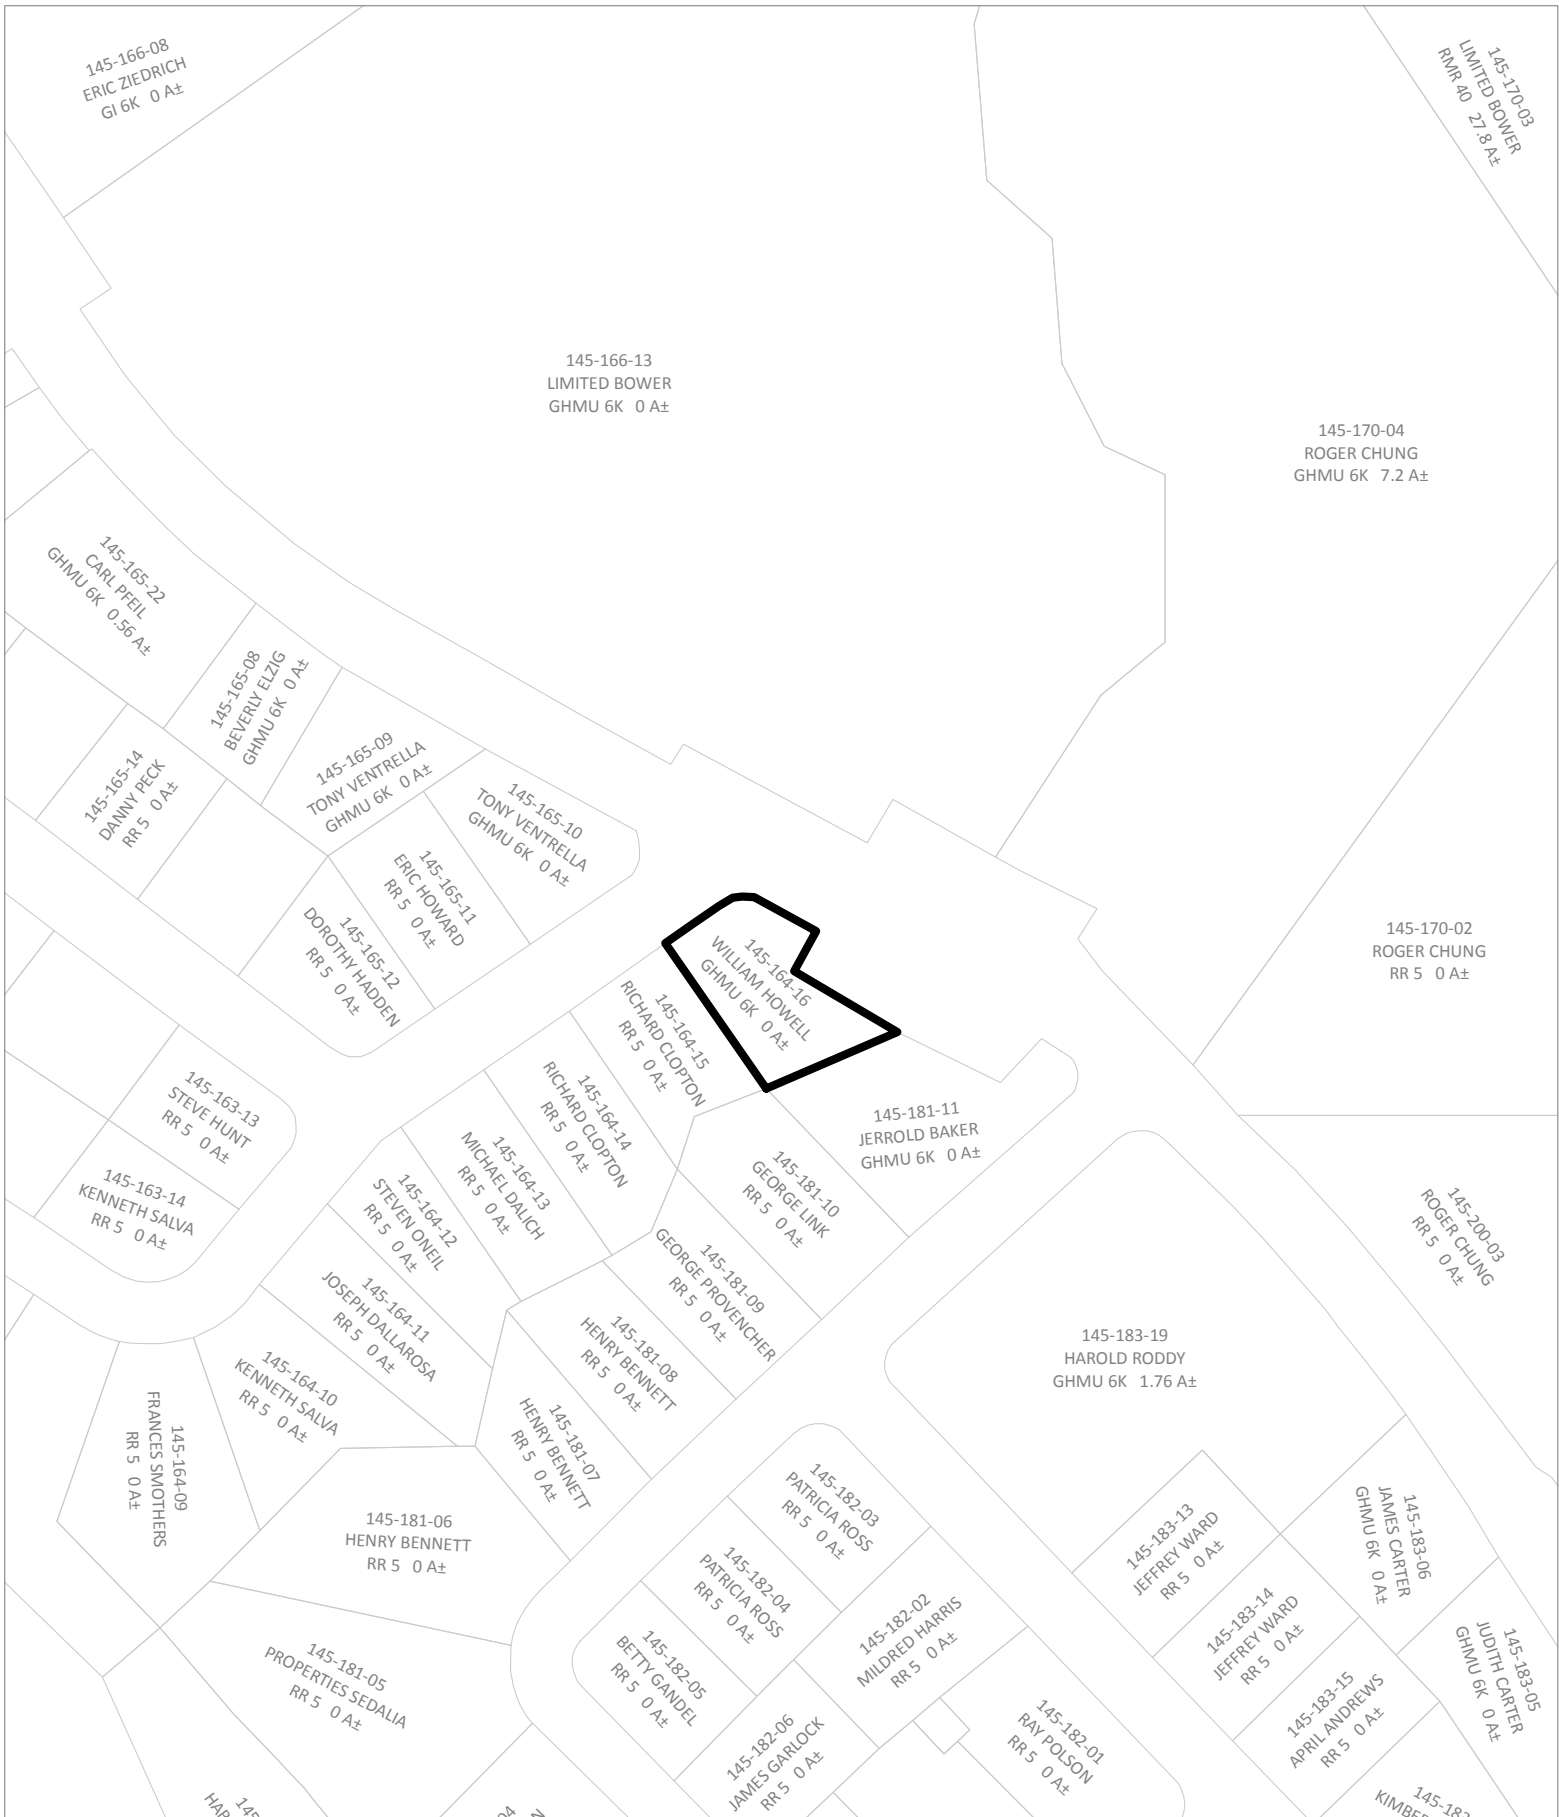 145-166-08
ERIC ZIEDRICH
GI 6K 0 A±
145-170-03
LIMITED BOWER
RMR 40 27.8 A±
145-166-13
LIMITED BOWER
GHMU 6K 0 A±
145-170-04
ROGER CHUNG
GHMU 6K 7.2 A±
145-165-22
CARL PFEIL
GHMU 6K 0.56 A±
145-165-08
BEVERLY ELZIG
GHMU 6K 0 A±
145-165-14
DANNY PECK
RR 5 0 A±
145-165-09
TONY VENTRELLA
GHMU 6K 0 A±
145-165-10
TONY VENTRELLA
GHMU 6K 0 A±
145-165-11
ERIC HOWARD
RR 5 0 A±
145-165-12
DOROTHY HADDEN
RR 5 0 A±
145-164-16
WILLIAM HOWELL
GHMU 6K 0 A±
145-170-02
ROGER CHUNG
RR 5 0 A±
145-164-15
RICHARD CLOPTON
RR 5 0 A±
145-164-14
RICHARD CLOPTON
RR 5 0 A±
145-163-13
STEVE HUNT
RR 5 0 A±
145-181-11
JERROLD BAKER
GHMU 6K 0 A±
145-164-13
MICHAEL DALICH
RR 5 0 A±
145-163-14
KENNETH SALVA
RR 5 0 A±
145-164-12
STEVEN ONEIL
RR 5 0 A±
145-181-10
GEORGE LINK
RR 5 0 A±
145-200-03
ROGER CHUNG
RR 5 0 A±
145-164-11
JOSEPH DALLAROSA
RR 5 0 A±
145-181-09
GEORGE PROVENCHER
RR 5 0 A±
145-181-08
HENRY BENNETT
RR 5 0 A±
145-183-19
HAROLD RODDY
GHMU 6K 1.76 A±
145-164-10
KENNETH SALVA
RR 5 0 A±
145-164-09
FRANCES SMOTHERS
RR 5 0 A±
145-181-07
HENRY BENNETT
RR 5 0 A±
145-181-06
HENRY BENNETT
RR 5 0 A±
145-182-03
PATRICIA ROSS
RR 5 0 A±
145-183-13
JEFFREY WARD
RR 5 0 A±
145-183-06
JAMES CARTER
GHMU 6K 0 A±
145-182-04
PATRICIA ROSS
RR 5 0 A±
145-182-02
MILDRED HARRIS
RR 5 0 A±
145-183-14
JEFFREY WARD
RR 5 0 A±
145-181-05
PROPERTIES SEDALIA
RR 5 0 A±
145-182-05
BETTY GANDEL
RR 5 0 A±
145-183-05
JUDITH CARTER
GHMU 6K 0 A±
145-183-15
APRIL ANDREWS
RR 5 0 A±
145-182-06
JAMES GARLOCK
RR 5 0 A±
145-182-01
RAY POLSON
RR 5 0 A±